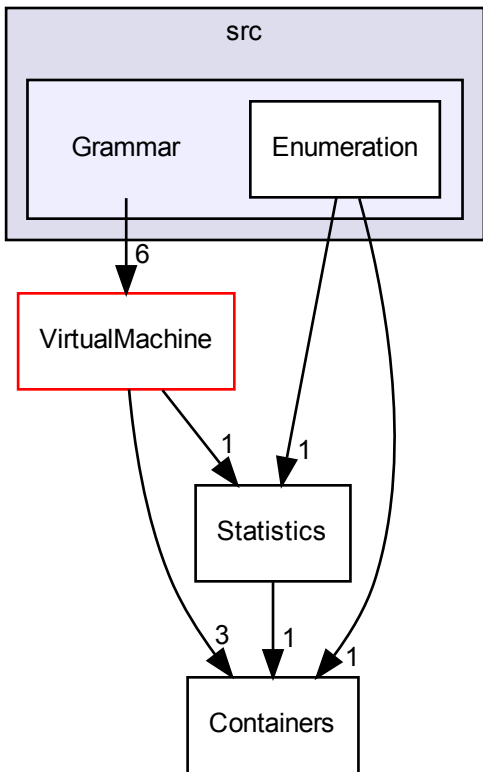 src
Grammar
Enumeration
6
VirtualMachine
1
1
Statistics
3
1
1
Containers